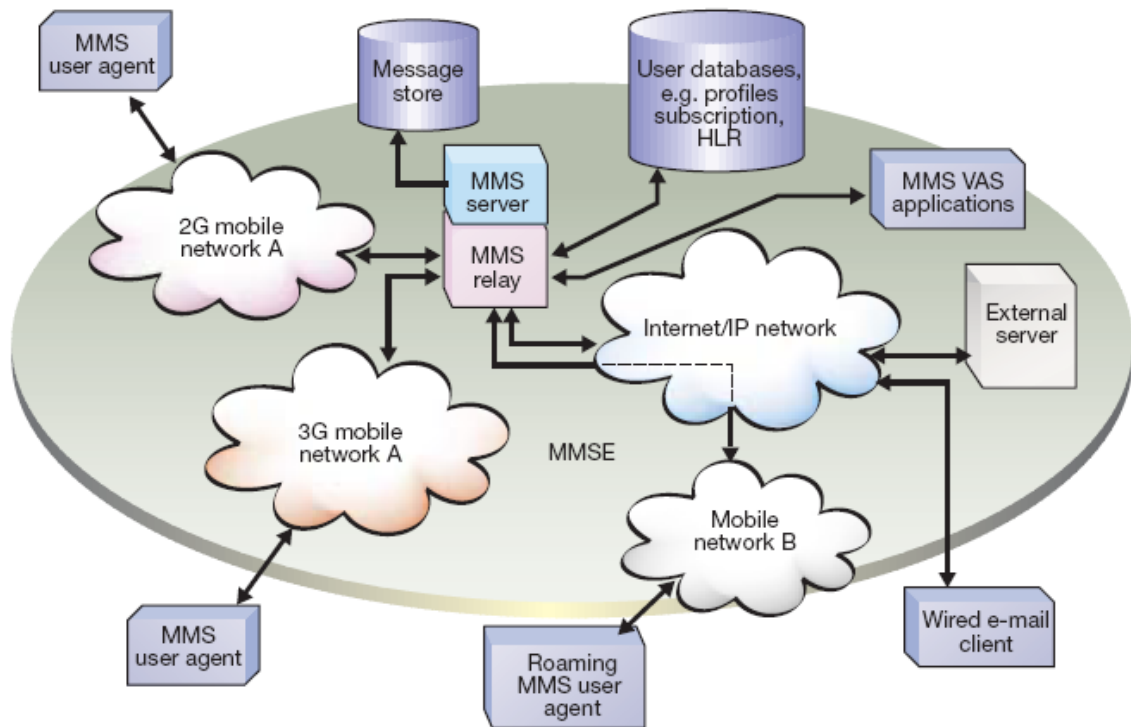 MMS
user agent
Message
store
User databases,
e.g. profiles
subscription,
HLR
MMS
server
MMS VAS
applications
2G mobile
network A
MMS
relay
Internet/IP network
External
server
3G mobile
network A
MMSE
Mobile
network B
MMS
user agent
Roaming
MMS user
agent
Wired e-mail
client